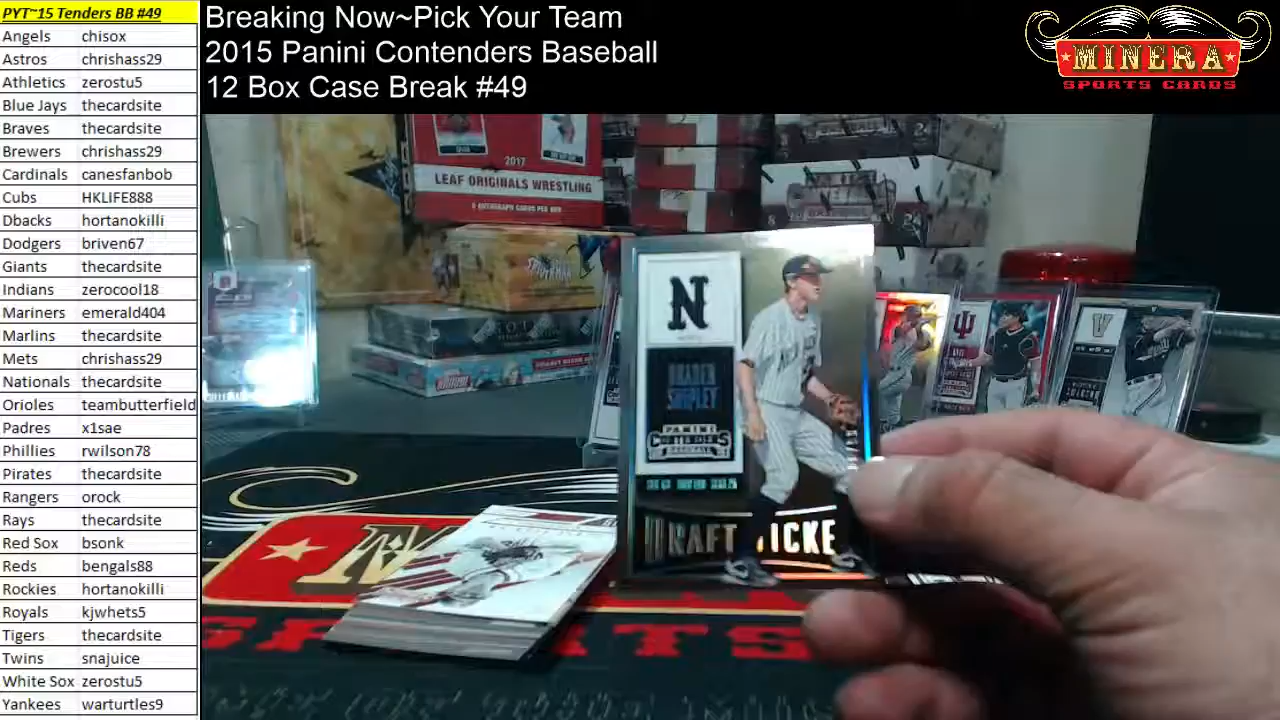 PYT~15 Tenders BB #49
Angels chisox
Astros chrishass29
Athletics zerostu5
Blue Jays thecardsite
Braves thecardsite
Brewers chrishass29
Cardinals canesfanbob
Cubs HKLIFE888
Dbacks hortanokilli
Dodgers briven67
Giants thecardsite
Indians zerocool18
Mariners emerald404
Marlins thecardsite
Mets chrishass29
Nationals thecardsite
Orioles teambutterfield
Padres x1sae
Phillies rwilson78
Pirates thecardsite
Rangers orock
Rays thecardsite
Red Sox bsonk
Reds bengals88
Rockies hortanokilli
Royals kjwhets5
Tigers thecardsite
Twins snajuice
White Sox zerostu5
Yankees warturtles9
Breaking Now~Pick Your Team
2015 Panini Contenders Baseball
12 Box Case Break #49
MINERA
SPORTS CARDS
2017
LEAF ORIGINALS WRESTLING
N
BRADEN
SHIPLEY
PANINI
BASEBALL
DRAFT TICKE
V